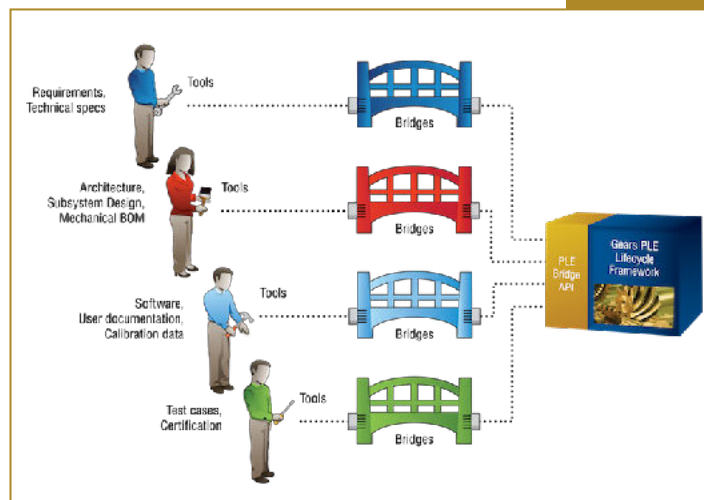 Requirements,
Technical specs
Tools
Bridges
Architecture,
Subsystem Design,
Mechanical BOM
Tools
Bridges
Software,
User documentation,
Calibration data
Tools
Bridges
Test cases,
Certification
Tools
Bridges
PLE
Bridge
API
Gears PLE
Lifecycle
Framework